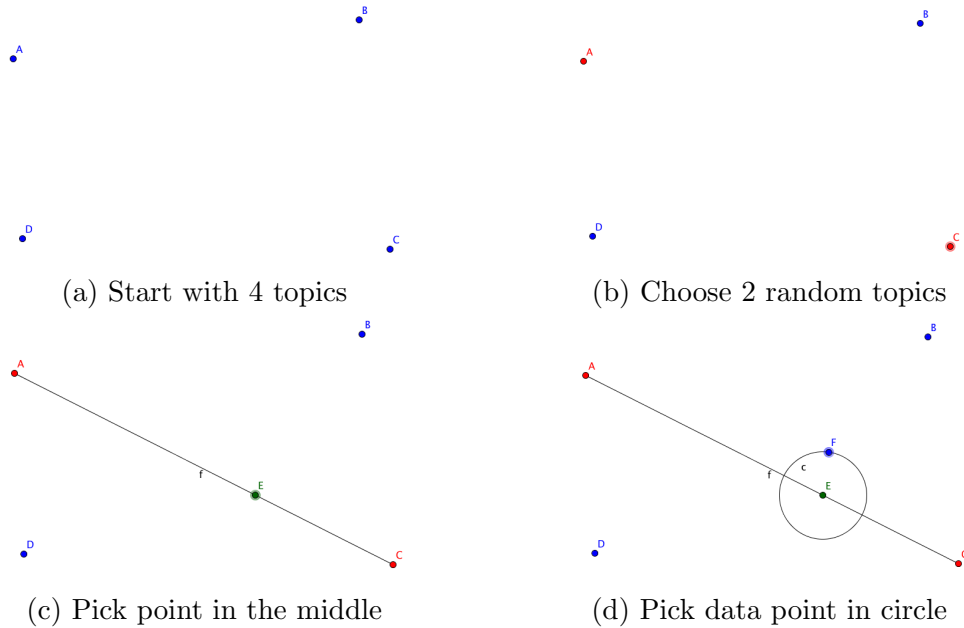 B
A
D
C
(a) Start with 4 topics
B
A
D
C
(b) Choose 2 random topics
B
A
f
E
D
C
(c) Pick point in the middle
B
A
F
c
f
E
D
C
(d) Pick data point in circle